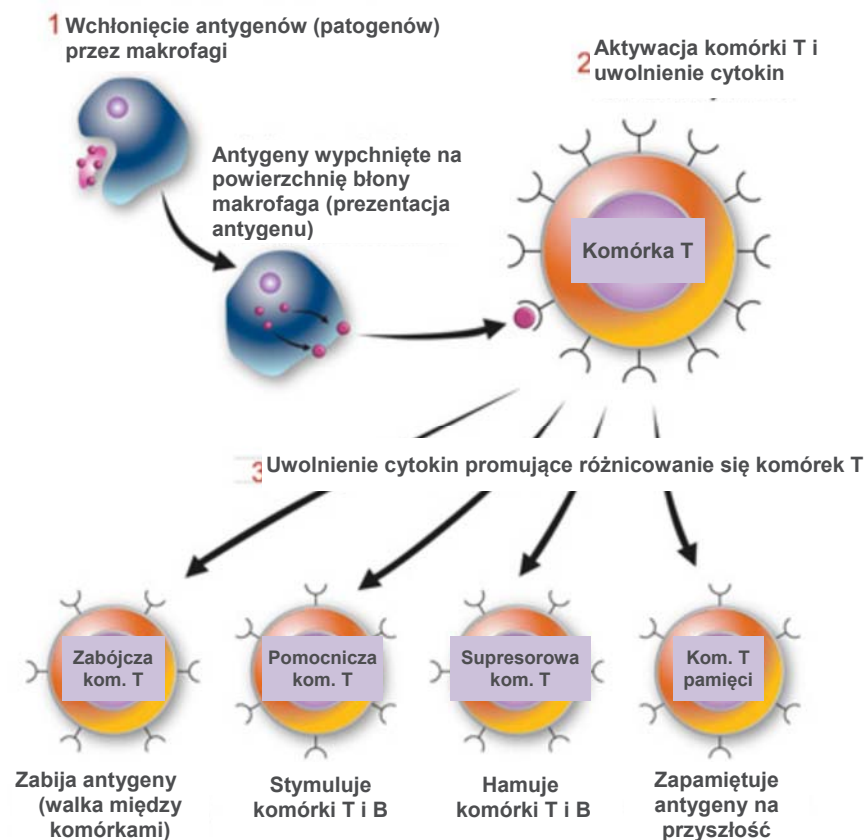 1 Wchłonięcie antygenów (patogenów)
przez makrofagi
2 Aktywacja komórki T i
uwolnienie cytokin
Antygeny wypchnięte na
powierzchnię błony
makrofaga (prezentacja
antygenu)
Komórka T
3 Uwolnienie cytokin promujące różnicowanie się komórek T
Zabójcza
kom. T
Pomocnicza
kom. T
Supresorowa
kom. T
Kom. T
pamięci
Zabija antygeny
(walka między
komórkami)
Stymuluje
komórki T i B
Hamuje
komórki T i B
Zapamiętuje
antygeny na
przyszłość